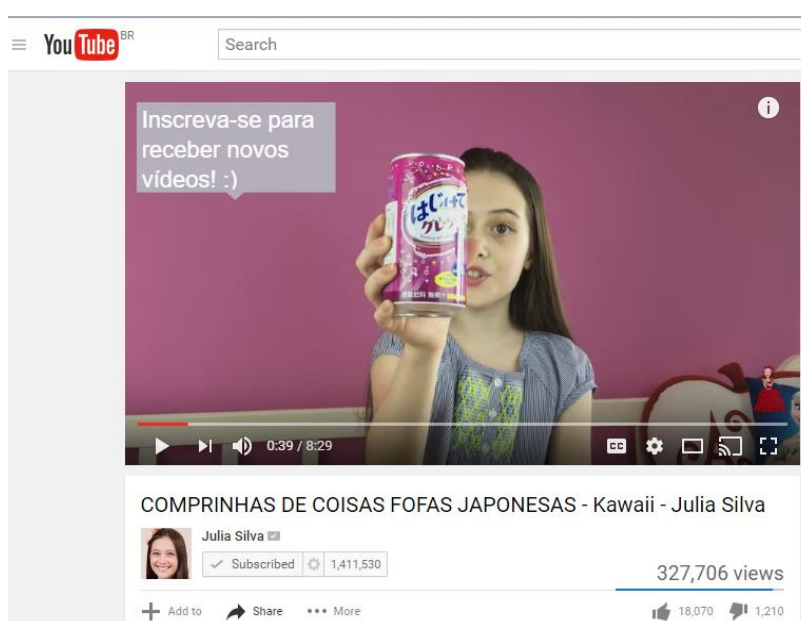 YouTube BR
Search
Inscreva-se para
receber novos
vídeos! :)
はじけて
0:39 / 8:29
CC
COMPRINHAS DE COISAS FOFAS JAPONESAS - Kawaii - Julia Silva
Julia Silva
Subscribed 1,411,530
327,706 views
Add to Share More
18,070 1,210